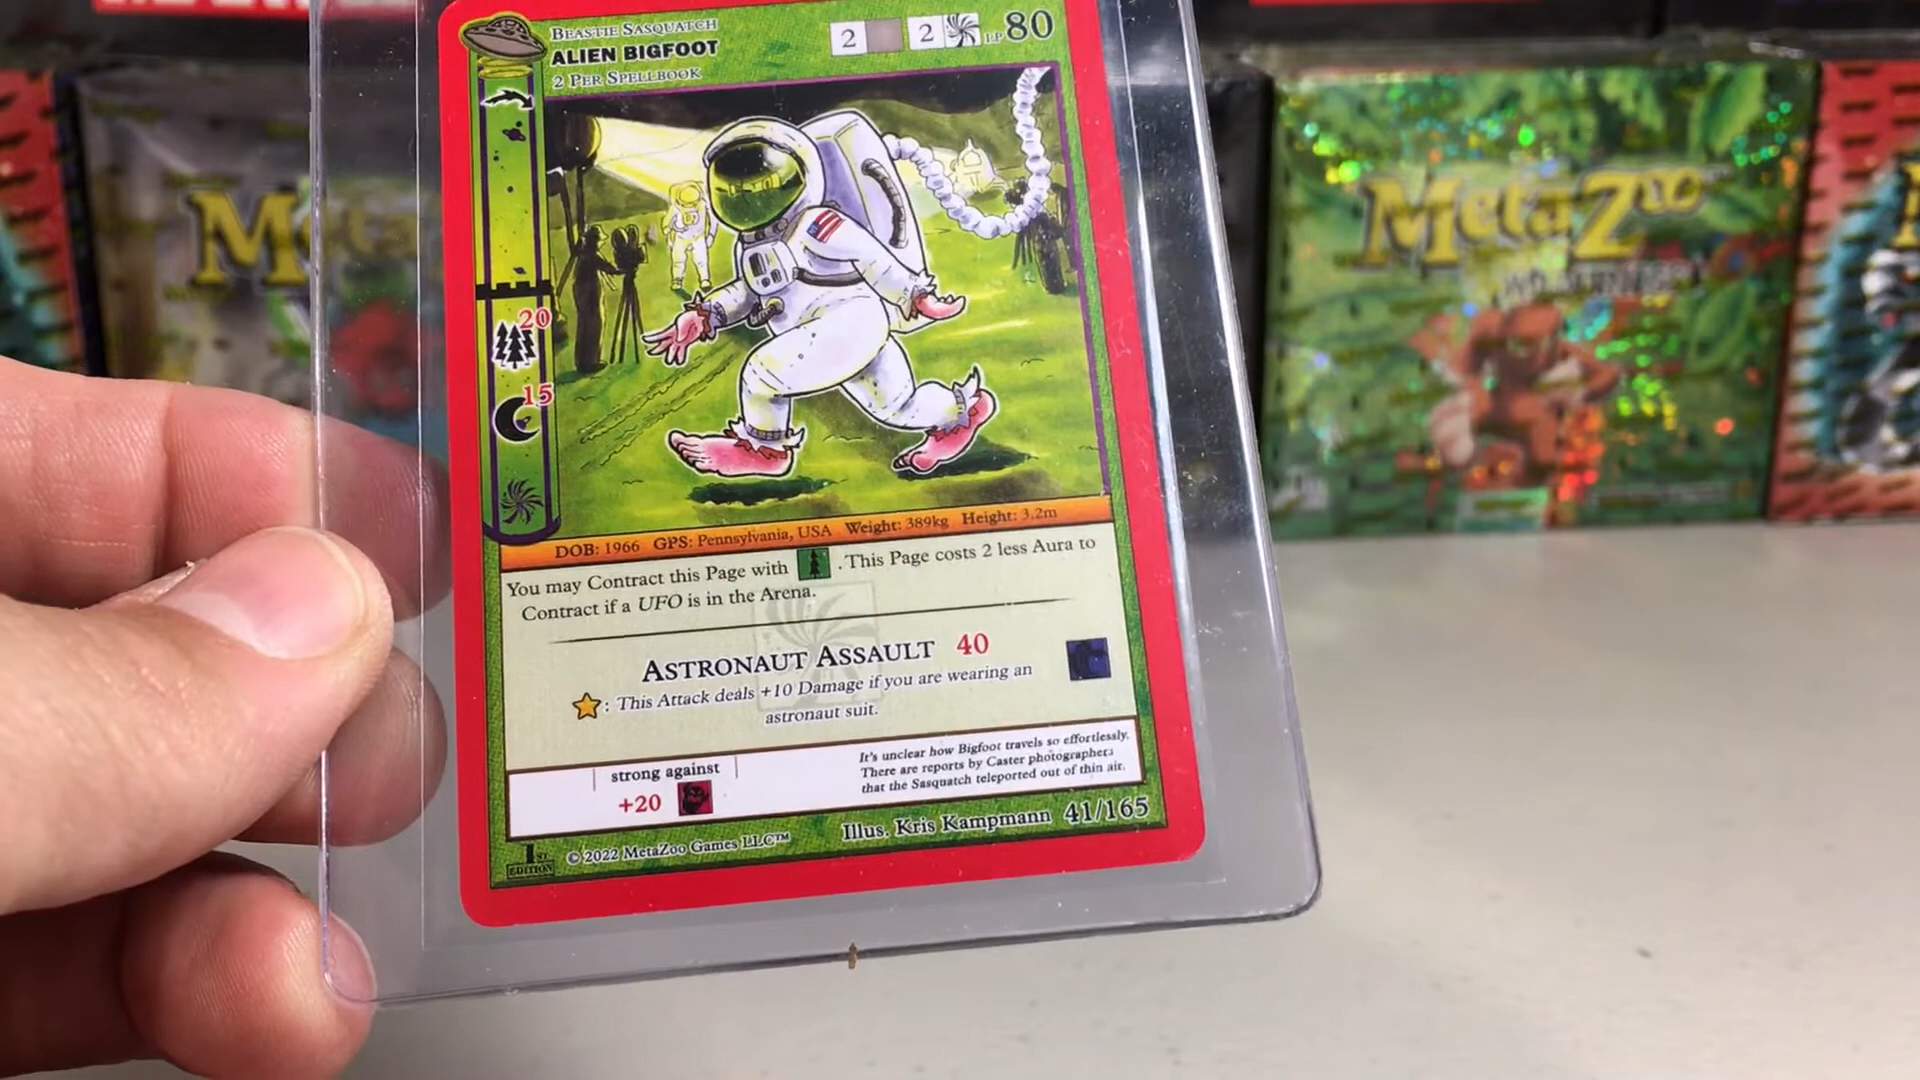 BEASTIE SASQUATCH
ALIEN BIGFOOT
2 PER SPELLBOOK
2 2 LP 80
20
15
DOB: 1966 GPS: Pennsylvania, USA Weight: 389kg Height: 3.2m
You may Contract this Page with . This Page costs 2 less Aura to
Contract if a UFO is in the Arena.
ASTRONAUT ASSAULT 40
: This Attack deals +10 Damage if you are wearing an
astronaut suit.
strong against
+20
It's unclear how Bigfoot travels so effortlessly.
There are reports by Caster photographers
that the Sasquatch teleported out of thin air.
1ST EDITION
© 2022 MetaZoo Games LLC™
Illus. Kris Kampmann 41/165
MetaZoo